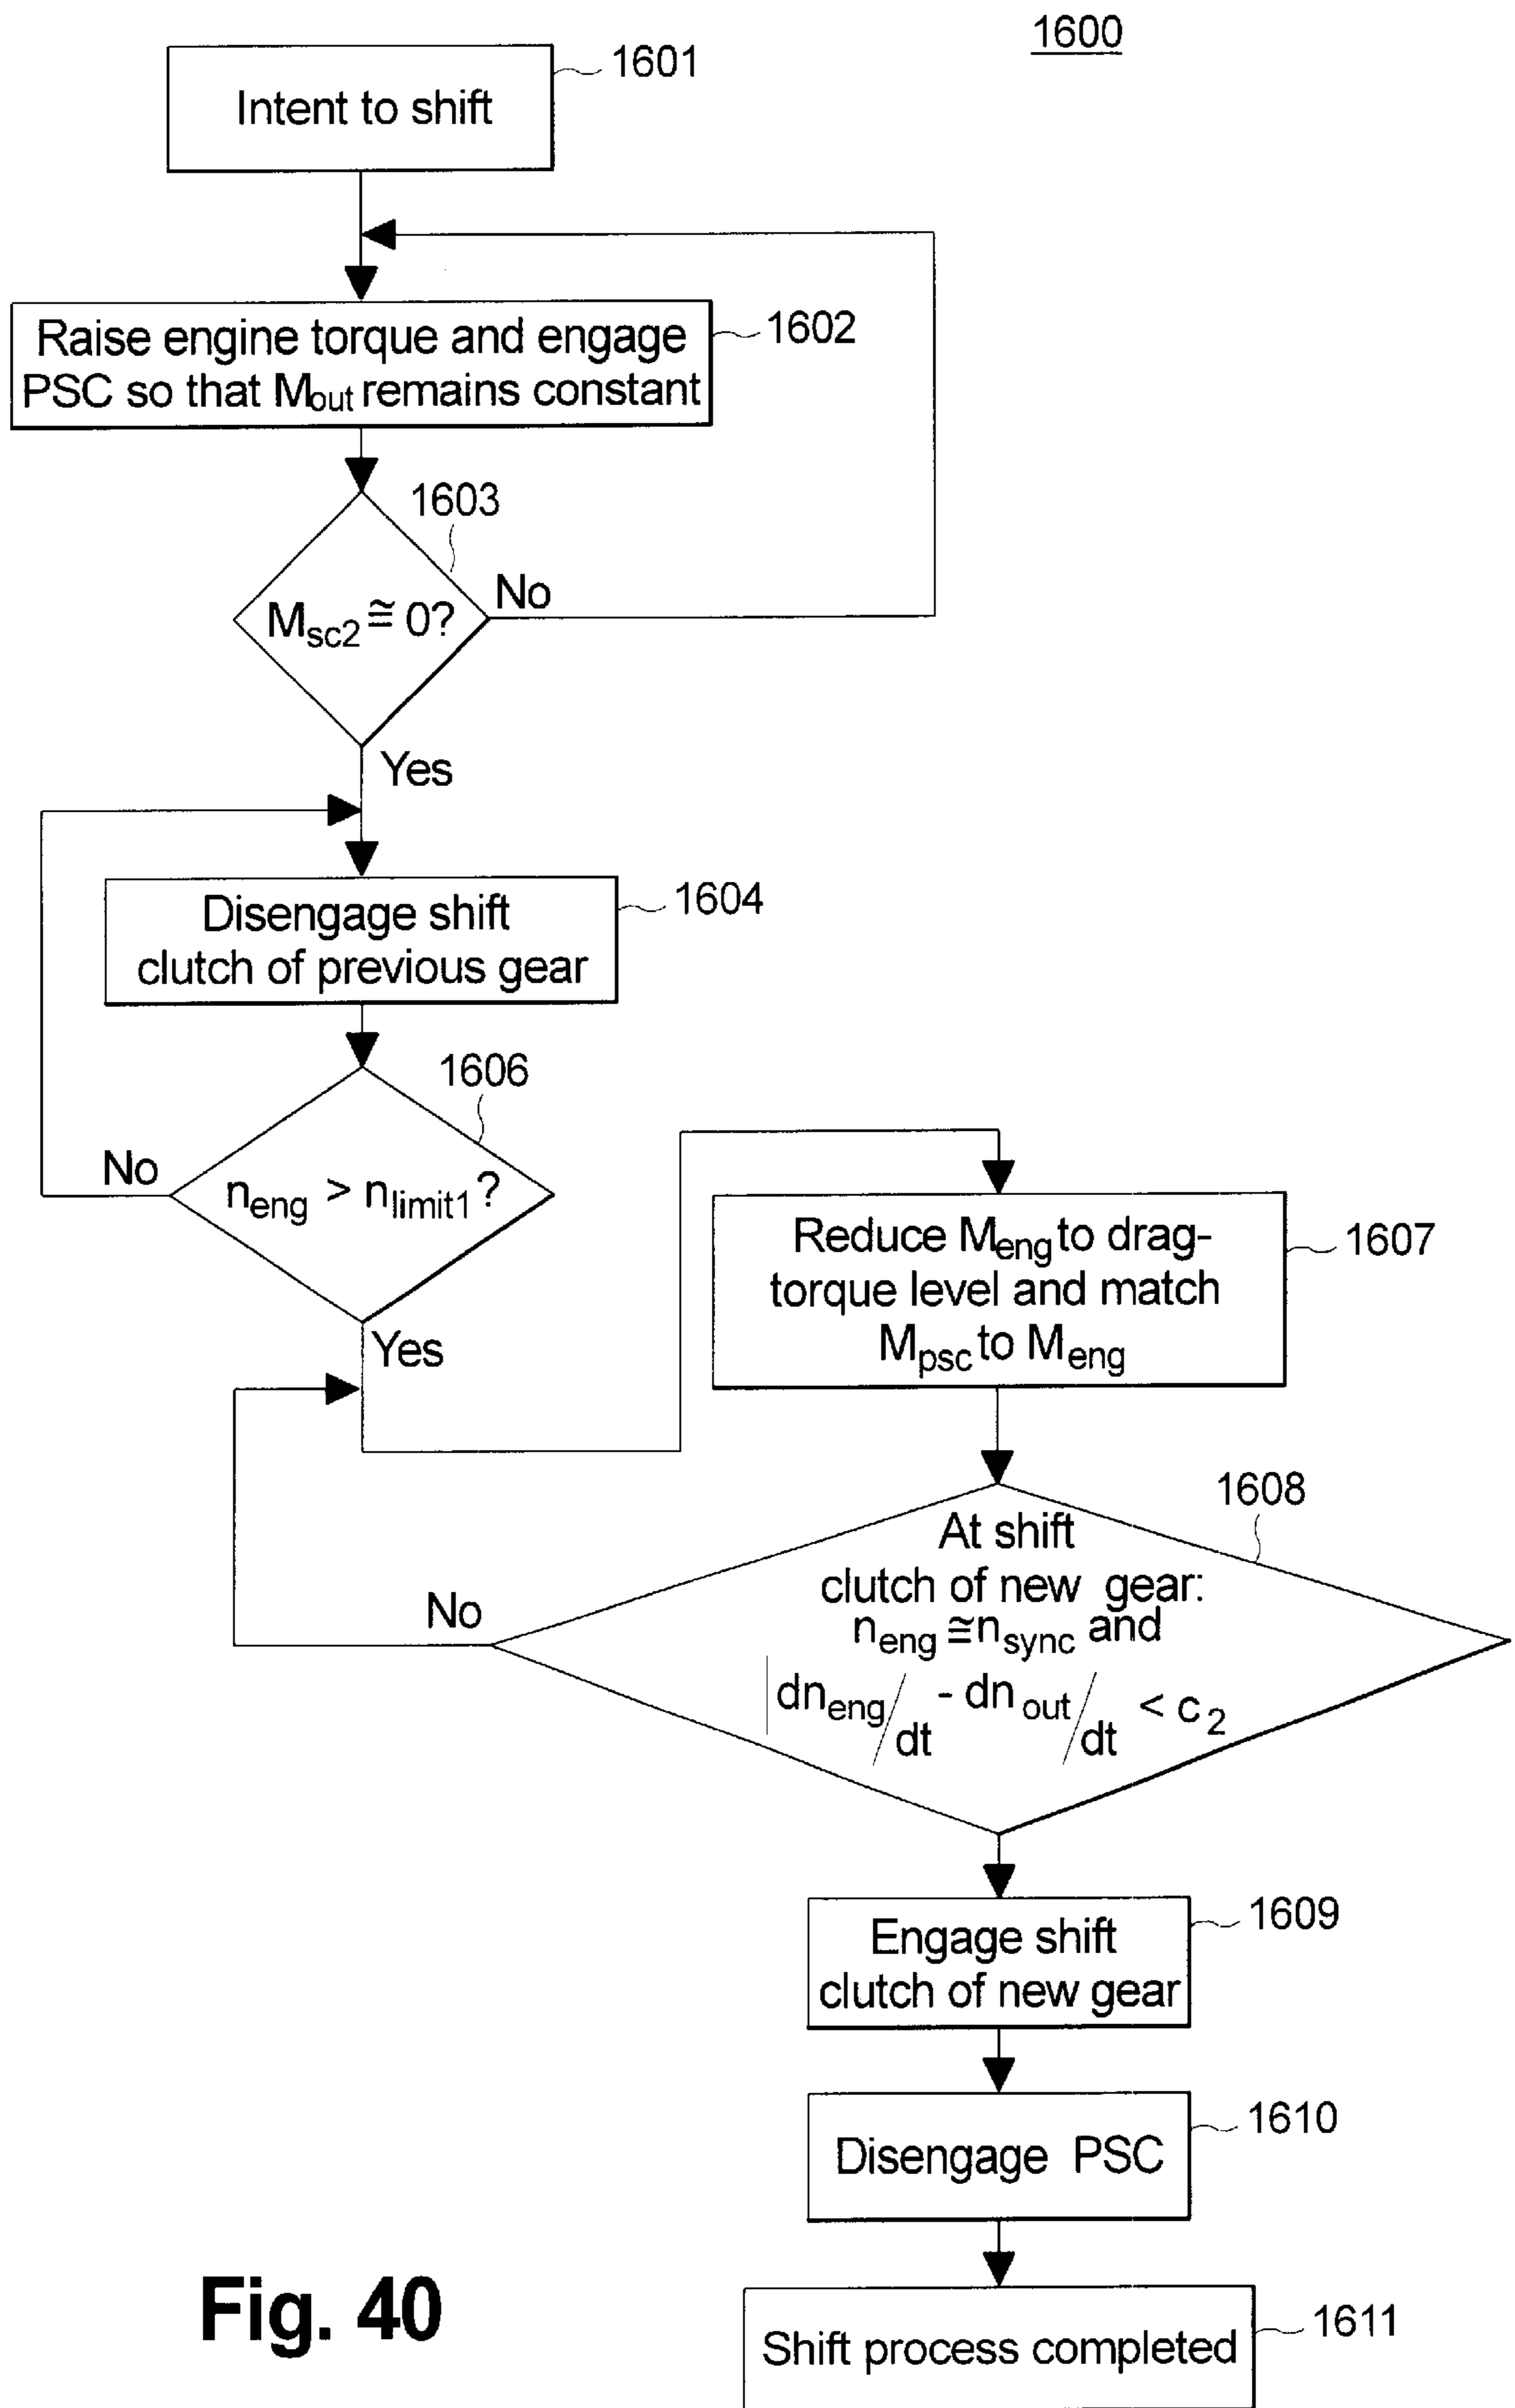 1600
1601
Intent to shift
1602
Raise engine torque and engage
PSC so that Mout remains constant
1603
Msc2 ≅ 0?
No
Yes
1604
Disengage shift
clutch of previous gear
1606
neng > nlimit1?
No
Yes
1607
Reduce Meng to drag-
torque level and match
Mpsc to Meng
1608
At shift
clutch of new gear:
neng ≅ nsync and
|dneng/dt - dnout/dt < c2
No
1609
Engage shift
clutch of new gear
1610
Disengage PSC
1611
Shift process completed
Fig. 40